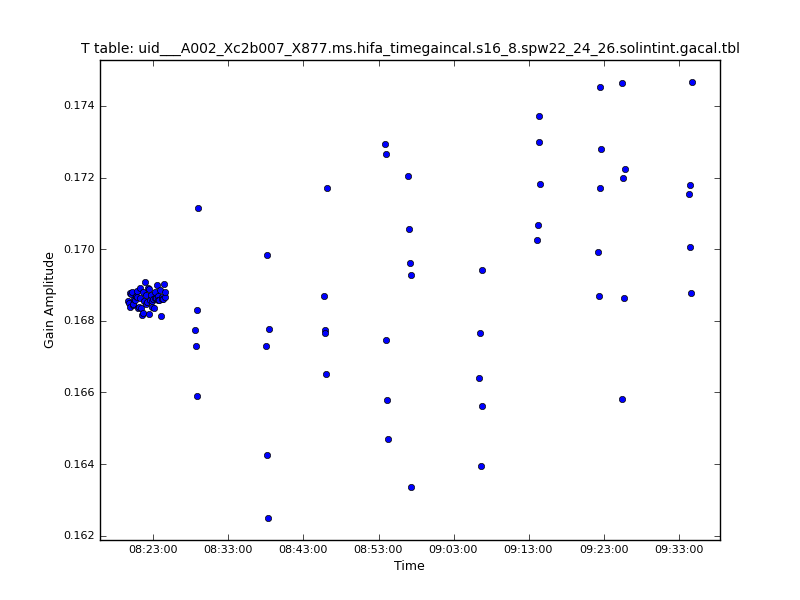 T table: uid___A002_Xc2b007_X877.ms.hifa_timegaincal.s16_8.spw22_24_26.solintint.gacal.tbl
0.174
0.172
0.170
0.168
0.166
0.164
0.162
Gain Amplitude
08:23:00 08:33:00 08:43:00 08:53:00 09:03:00 09:13:00 09:23:00 09:33:00
Time